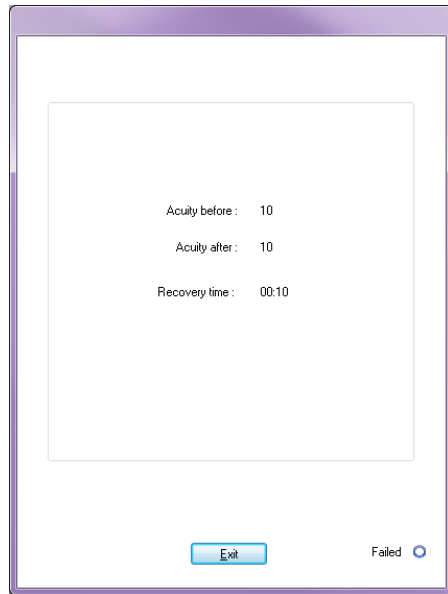 Acuity before : 10
Acuity after : 10
Recovery time : 00:10
Exit Failed